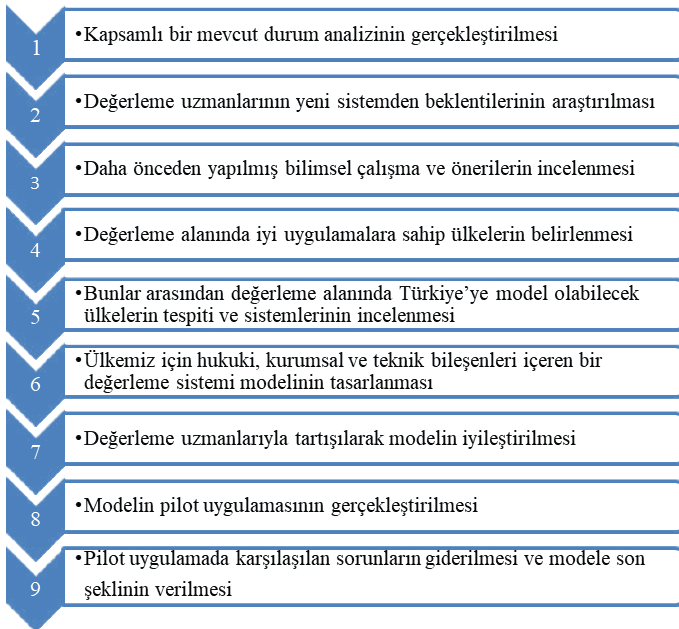 1
•Kapsamlı bir mevcut durum analizinin gerçekleştirilmesi
2
•Değerleme uzmanlarının yeni sistemden beklentilerinin araştırılması
3
•Daha önceden yapılmış bilimsel çalışma ve önerilerin incelenmesi
4
•Değerleme alanında iyi uygulamalara sahip ülkelerin belirlenmesi
5
•Bunlar arasından değerleme alanında Türkiye’ye model olabilecek
ülkelerin tespiti ve sistemlerinin incelenmesi
6
•Ülkemiz için hukuki, kurumsal ve teknik bileşenleri içeren bir
değerleme sistemi modelinin tasarlanması
7
•Değerleme uzmanlarıyla tartışılarak modelin iyileştirilmesi
8
•Modelin pilot uygulamasının gerçekleştirilmesi
9
•Pilot uygulamada karşılaşılan sorunların giderilmesi ve modele son
şeklinin verilmesi